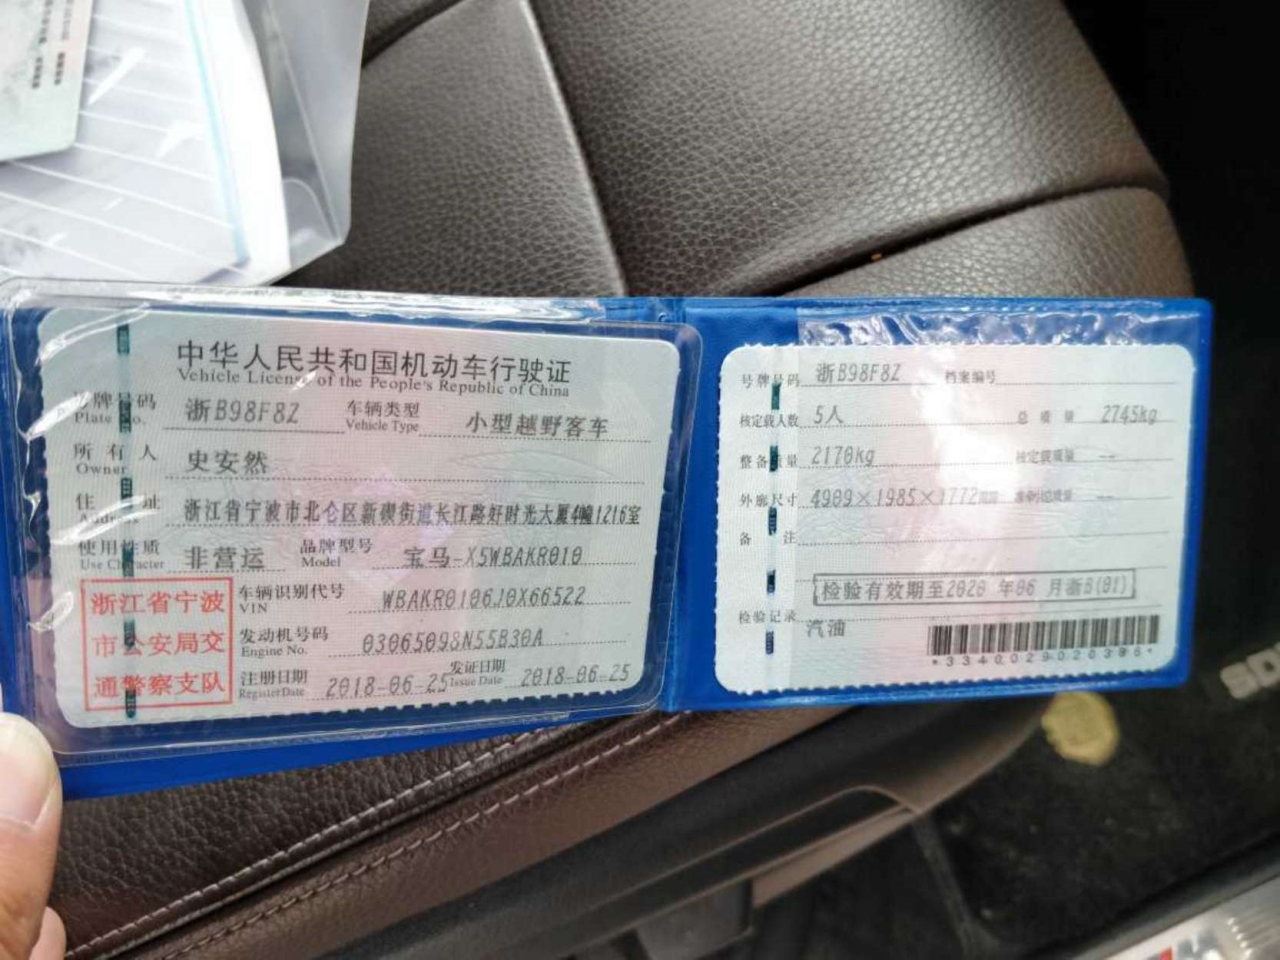 中华人民共和国机动车行驶证
Vehicle License of the People's Republic of China
号牌号码 浙B98F8Z 车辆类型 小型越野客车
Plate No. Vehicle Type
所有人 史安然
Owner
住址 浙江省宁波市北仑区新碶街道长江路好时光大厦4幢1216室
Address
使用性质 非营运 品牌型号 宝马-X5WBAKR010
Use Character Model
浙江省宁波
市公安局交
通警察支队
车辆识别代号 WBAKR0106J0X66522
VIN
发动机号码 03065098N55B30A
Engine No.
注册日期 2018-06-25 发证日期 2018-06-25
Register Date Issue Date
号牌号码 浙B98F8Z 档案编号
核定载人数 5人 总质量 2745kg
整备质量 2170kg 核定载质量 --
外廓尺寸 4909×1985×1772 准牵引总质量 --
备注
检验有效期至2020年06月浙B(01)
检验记录
汽油
*3340029020386*